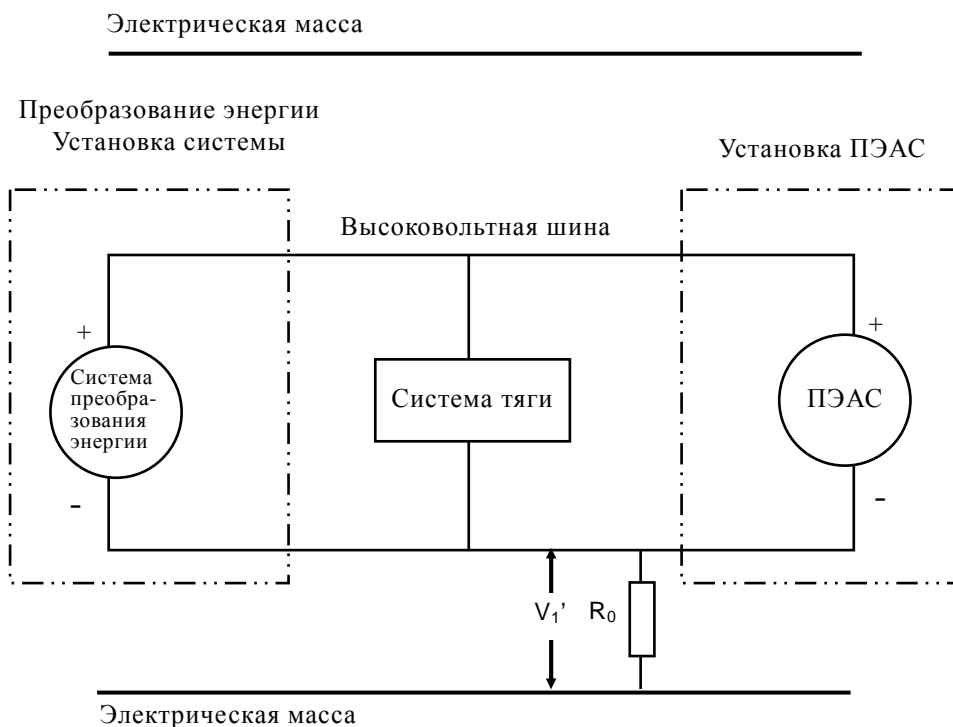 Электрическая масса
Преобразование энергии
Установка системы
Установка ПЭАС
Высоковольтная шина
+
+
Система
преобра-
зования
энергии
Система тяги
ПЭАС
-
-
V₁’
R₀
Электрическая масса